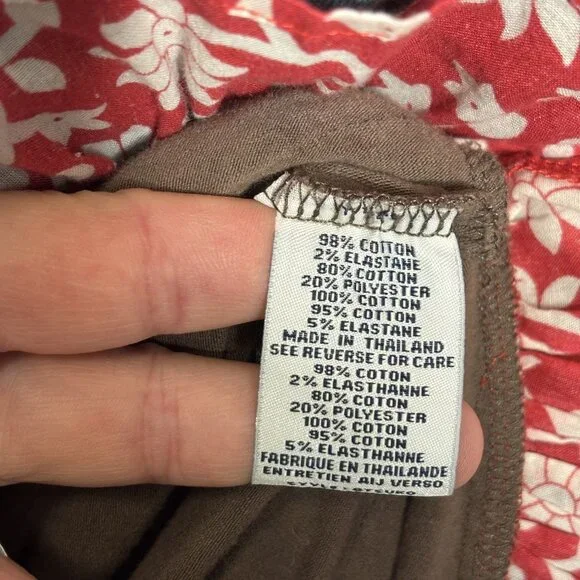 98% COTTON
2% ELASTANE
80% COTTON
20% POLYESTER
100% COTTON
95% COTTON
5% ELASTANE
MADE IN THAILAND
SEE REVERSE FOR CARE
98% COTON
2% ELASTHANNE
80% COTON
20% POLYESTER
100% COTON
95% COTON
5% ELASTHANNE
FABRIQUE EN THAILANDE
ENTRETIEN AU VERSO